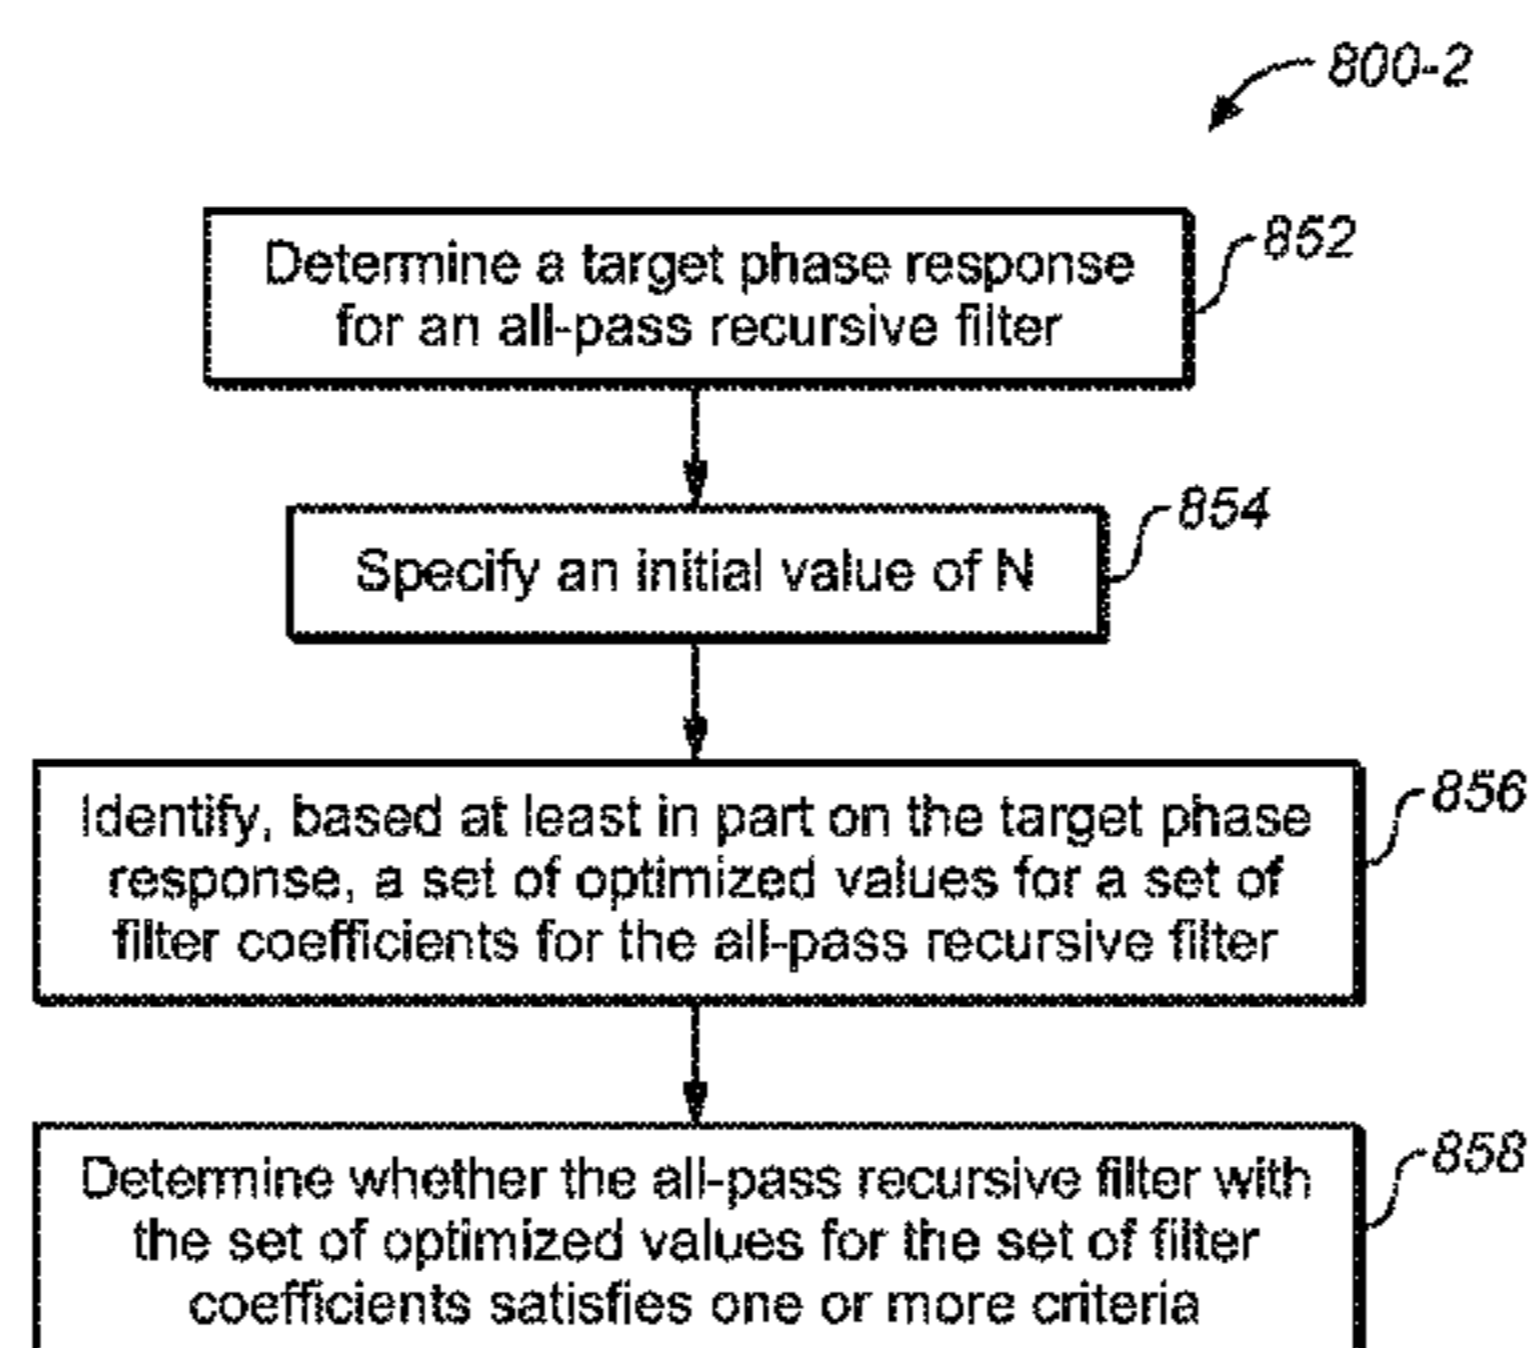 800-2
Determine a target phase response
for an all-pass recursive filter
852
Specify an initial value of N
854
Identify, based at least in part on the target phase
response, a set of optimized values for a set of
filter coefficients for the all-pass recursive filter
856
Determine whether the all-pass recursive filter with
the set of optimized values for the set of filter
coefficients satisfies one or more criteria
858